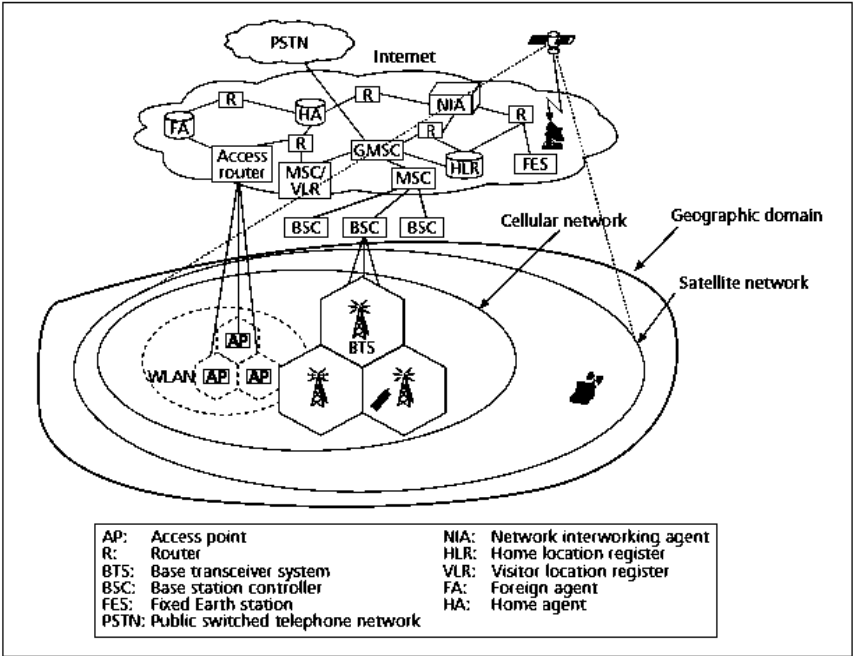 PSTN
Internet
R
R
HA
NIA
FA
R
R
R
GMSC
Access
router
MSC/
VLR
HLR
FES
MSC
BSC
BSC
BSC
Cellular network
Geographic domain
Satellite network
AP
BTS
WLAN
AP
AP
AP: Access point
R: Router
BTS: Base transceiver system
BSC: Base station controller
FES: Fixed Earth station
PSTN: Public switched telephone network
NIA: Network interworking agent
HLR: Home location register
VLR: Visitor location register
FA: Foreign agent
HA: Home agent